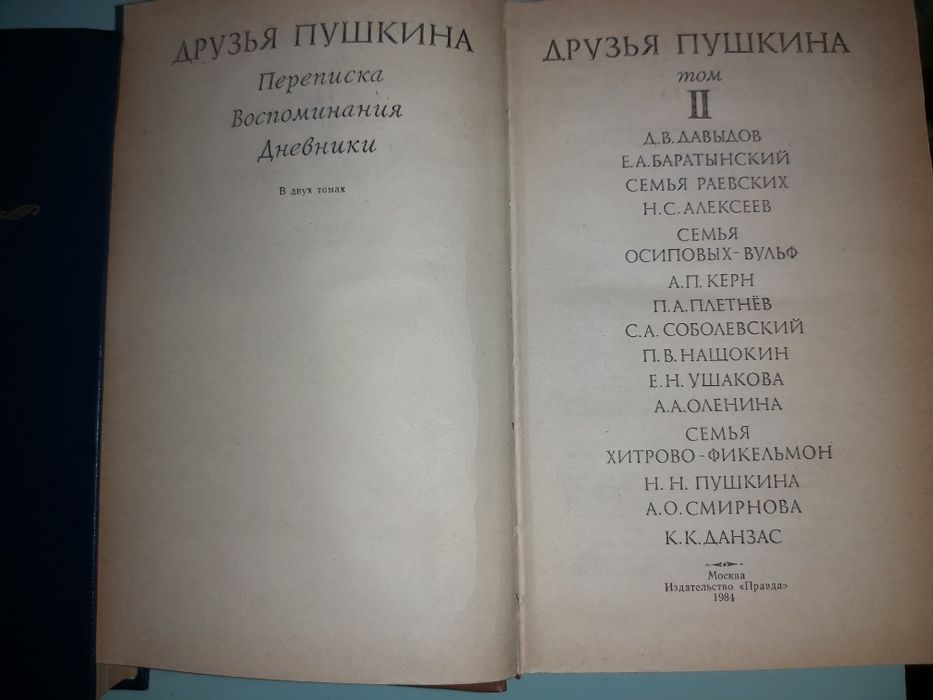 ДРУЗЬЯ ПУШКИНА
Переписка
Воспоминания
Дневники
В двух томах
ДРУЗЬЯ ПУШКИНА
том
II
Д.В.ДАВЫДОВ
Е.А.БАРАТЫНСКИЙ
СЕМЬЯ РАЕВСКИХ
Н.С.АЛЕКСЕЕВ
СЕМЬЯ
ОСИПОВЫХ-ВУЛЬФ
А.П.КЕРН
П.А.ПЛЕТНЁВ
С.А.СОБОЛЕВСКИЙ
П.В.НАЩОКИН
Е.Н.УШАКОВА
А.А.ОЛЕНИНА
СЕМЬЯ
ХИТРОВО-ФИКЕЛЬМОН
Н.Н.ПУШКИНА
А.О.СМИРНОВА
К.К.ДАНЗАС
Москва
Издательство «Правда»
1984